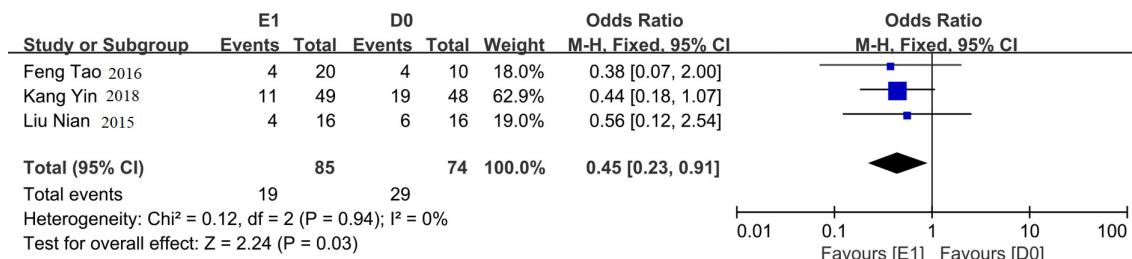 E1 D0 Odds Ratio Odds Ratio
Study or Subgroup Events Total Events Total Weight M-H, Fixed, 95% CI M-H, Fixed, 95% CI
Feng Tao 2016 4 20 4 10 18.0% 0.38 [0.07, 2.00]
Kang Yin 2018 11 49 19 48 62.9% 0.44 [0.18, 1.07]
Liu Nian 2015 4 16 6 16 19.0% 0.56 [0.12, 2.54]
Total (95% CI) 85 74 100.0% 0.45 [0.23, 0.91]
Total events 19 29
Heterogeneity: Chi² = 0.12, df = 2 (P = 0.94); I² = 0%
Test for overall effect: Z = 2.24 (P = 0.03)
0.01 0.1 1 10 100
Favours [E1] Favours [D0]